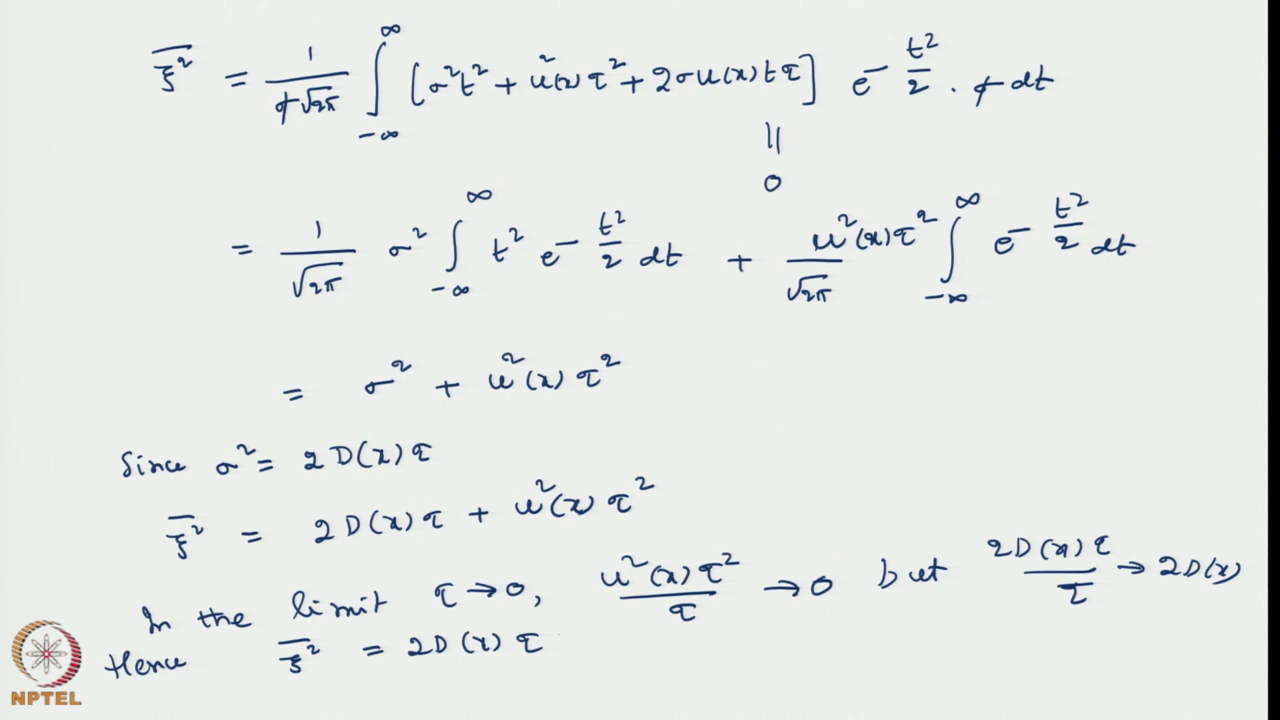 ξ̅² = 1/(σ√2π) ∫_{-∞}^{∞} [σ²t² + u²(x)τ² + 2σu(x)tτ] e^{-t²/2} . σ dt
||
0
= 1/√2π σ² ∫_{-∞}^{∞} t² e^{-t²/2} dt + u²(x)τ²/√2π ∫_{-∞}^{∞} e^{-t²/2} dt
= σ² + u²(x) τ²
Since σ² = 2D(x)τ
ξ̅² = 2D(x)τ + u²(x) τ²
In the limit τ→0, u²(x)τ²/τ → 0 but 2D(x)τ/τ → 2D(x)
Hence ξ̅² = 2D(x) τ
NPTEL